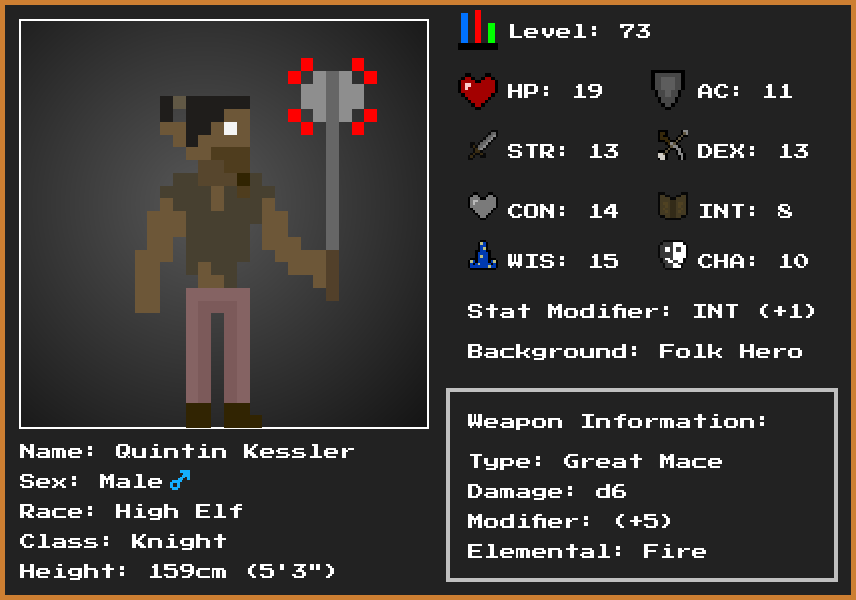 Level: 73
HP: 19 AC: 11
STR: 13 DEX: 13
CON: 14 INT: 8
WIS: 15 CHA: 10
Stat Modifier: INT (+1)
Background: Folk Hero
Weapon Information:
Type: Great Mace
Damage: d6
Modifier: (+5)
Elemental: Fire
Name: Quintin Kessler
Sex: Male ♂
Race: High Elf
Class: Knight
Height: 159cm (5'3")